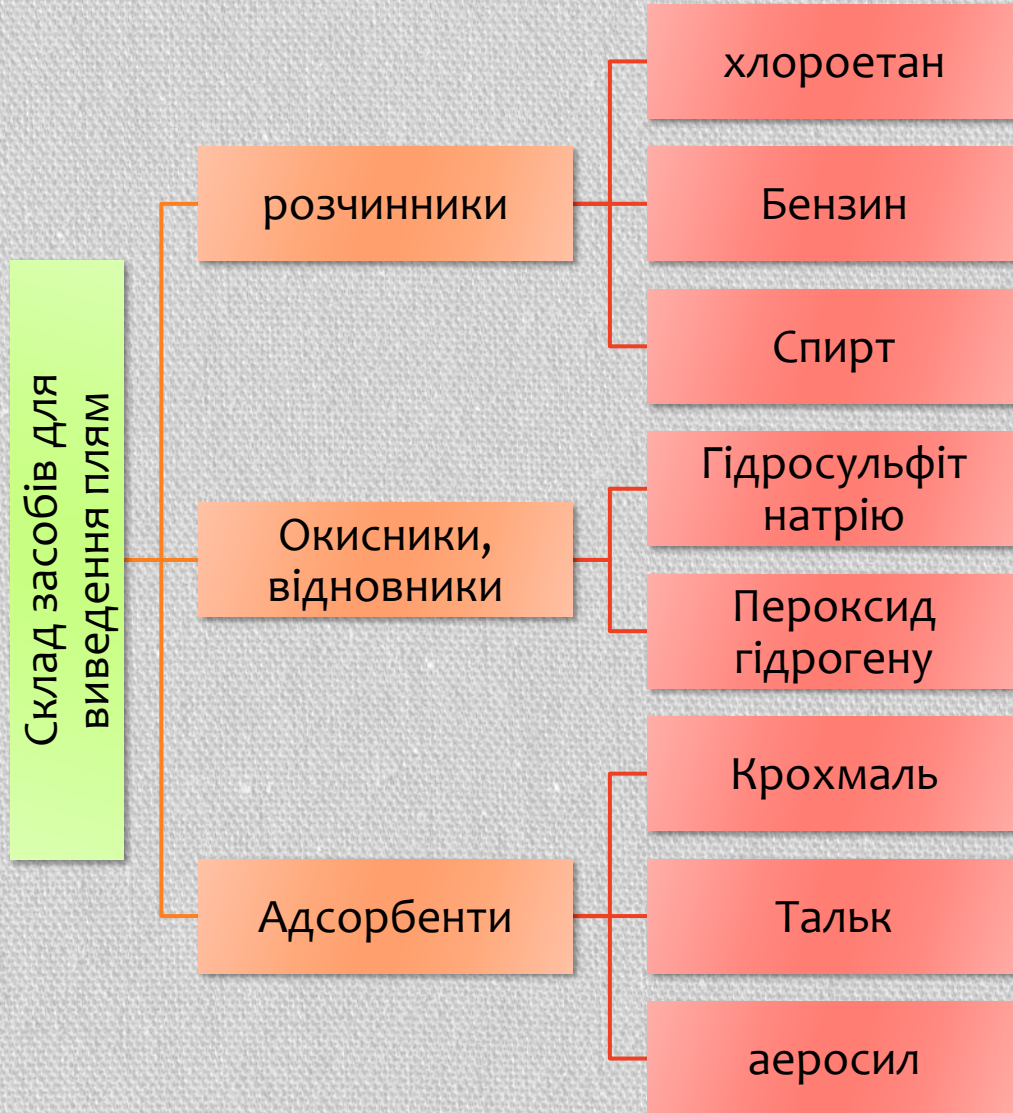 Склад засобів для
виведення плям
розчинники
хлороетан
Бензин
Спирт
Окисники,
відновники
Гідросульфіт
натрію
Пероксид
гідрогену
Адсорбенти
Крохмаль
Тальк
аеросил